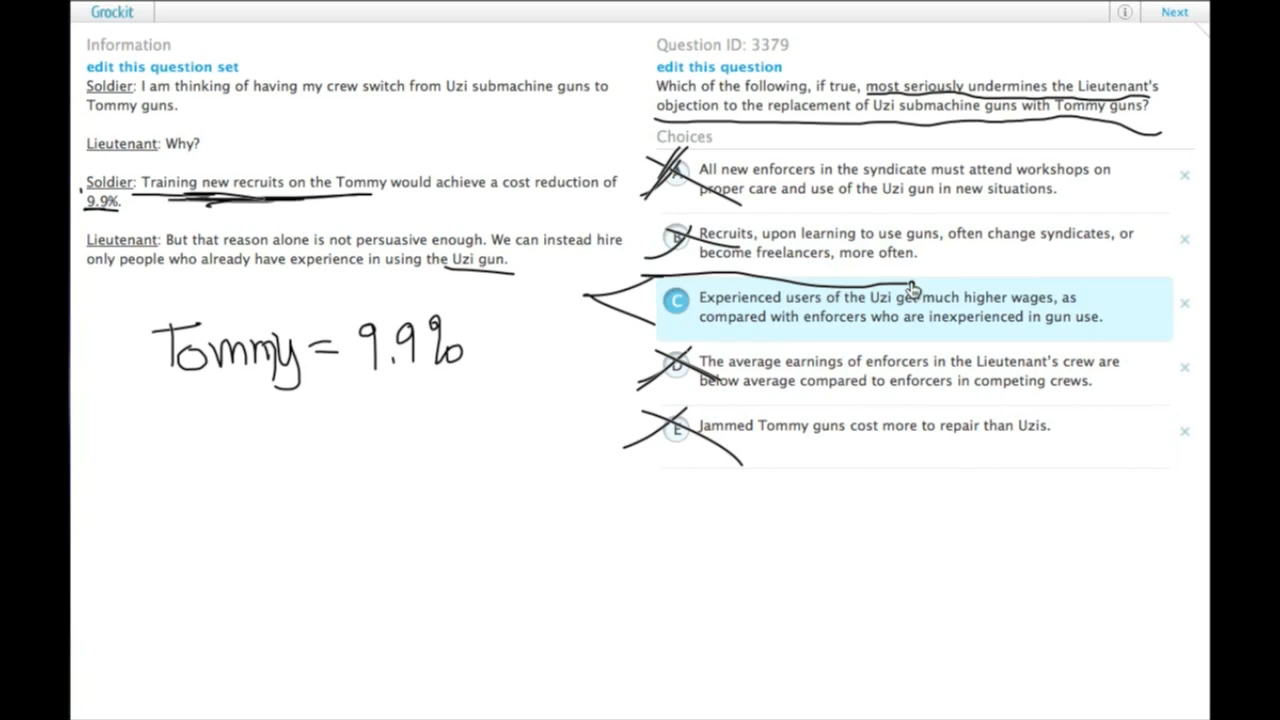 Grockit
Next
Information
edit this question set
Soldier: I am thinking of having my crew switch from Uzi submachine guns to
Tommy guns.
Lieutenant: Why?
Soldier: Training new recruits on the Tommy would achieve a cost reduction of
9.9%.
Lieutenant: But that reason alone is not persuasive enough. We can instead hire
only people who already have experience in using the Uzi gun.
Tommy = 9.9%
Question ID: 3379
edit this question
Which of the following, if true, most seriously undermines the Lieutenant's
objection to the replacement of Uzi submachine guns with Tommy guns?
Choices
A All new enforcers in the syndicate must attend workshops on
proper care and use of the Uzi gun in new situations.
B Recruits, upon learning to use guns, often change syndicates, or
become freelancers, more often.
C Experienced users of the Uzi get much higher wages, as
compared with enforcers who are inexperienced in gun use.
D The average earnings of enforcers in the Lieutenant's crew are
below average compared to enforcers in competing crews.
E Jammed Tommy guns cost more to repair than Uzis.